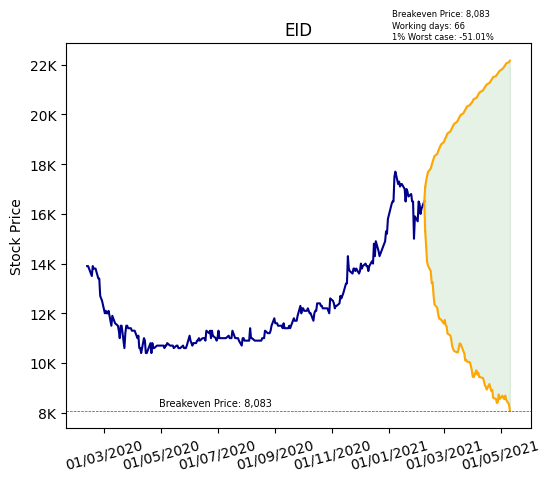 Breakeven Price: 8,083
Working days: 66
1% Worst case: -51.01%
EID
Stock Price
22K
20K
18K
16K
14K
12K
10K
8K
Breakeven Price: 8,083
01/03/2020 01/05/2020 01/07/2020 01/09/2020 01/11/2020 01/01/2021 01/03/2021 01/05/2021